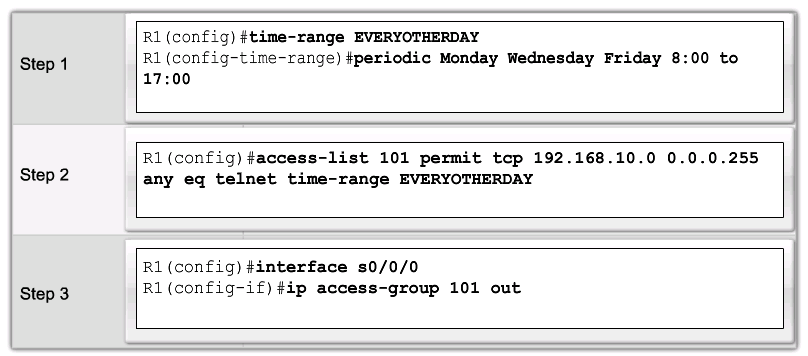 Step 1
R1(config)#time-range EVERYOTHERDAY
R1(config-time-range)#periodic Monday Wednesday Friday 8:00 to
17:00
Step 2
R1(config)#access-list 101 permit tcp 192.168.10.0 0.0.0.255
any eq telnet time-range EVERYOTHERDAY
Step 3
R1(config)#interface s0/0/0
R1(config-if)#ip access-group 101 out